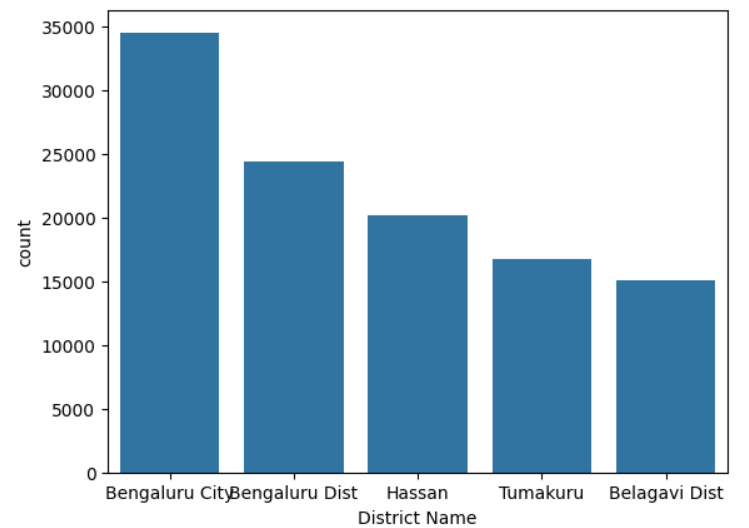 35000
30000
25000
20000
15000
10000
5000
0
count
Bengaluru City Bengaluru Dist Hassan Tumakuru Belagavi Dist
District Name